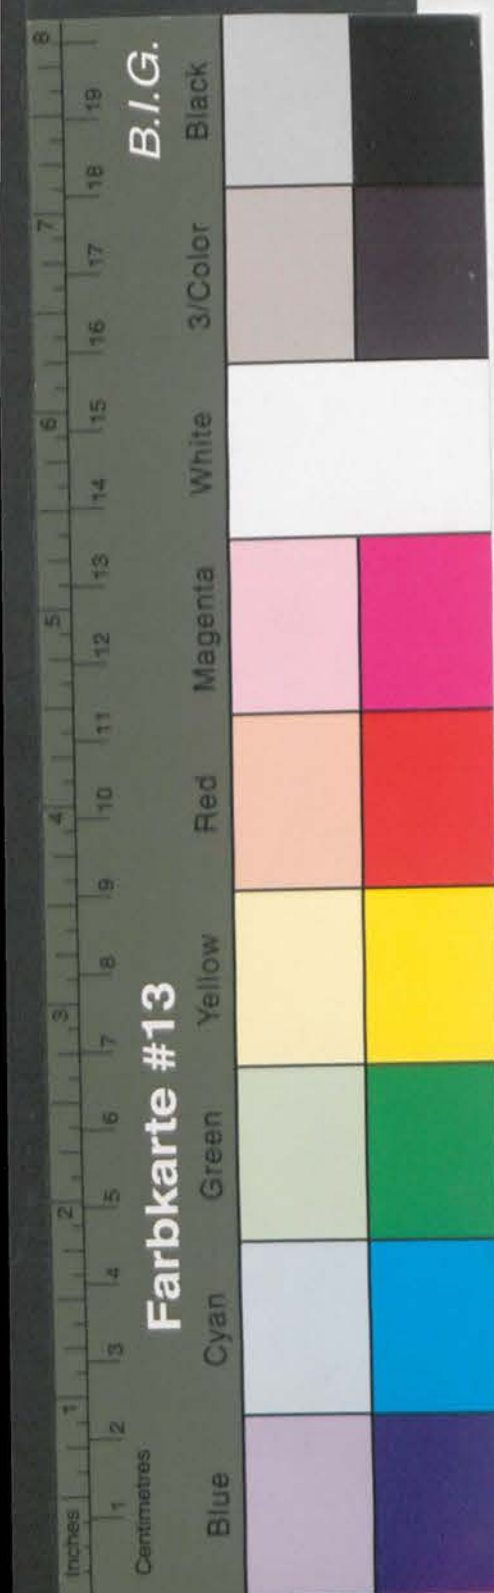 Inches 1 2 3 4 5 6 7 8
Centimetres 1 2 3 4 5 6 7 8 9 10 11 12 13 14 15 16 17 18 19
Farbkarte #13 B.I.G.
Blue Cyan Green Yellow Red Magenta White 3/Color Black